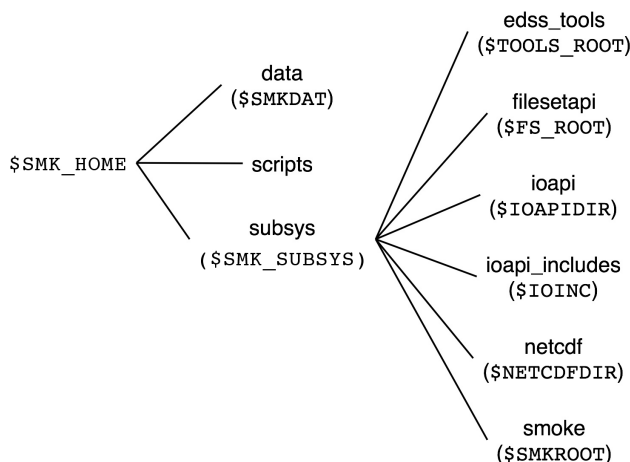 $SMK_HOME
data
($SMKDAT)
scripts
subsys
($SMK_SUBSYS)
edss_tools
($TOOLS_ROOT)
filesetapi
($FS_ROOT)
ioapi
($IOAPIDIR)
ioapi_includes
($IOINC)
netcdf
($NETCDFDIR)
smoke
($SMKROOT)